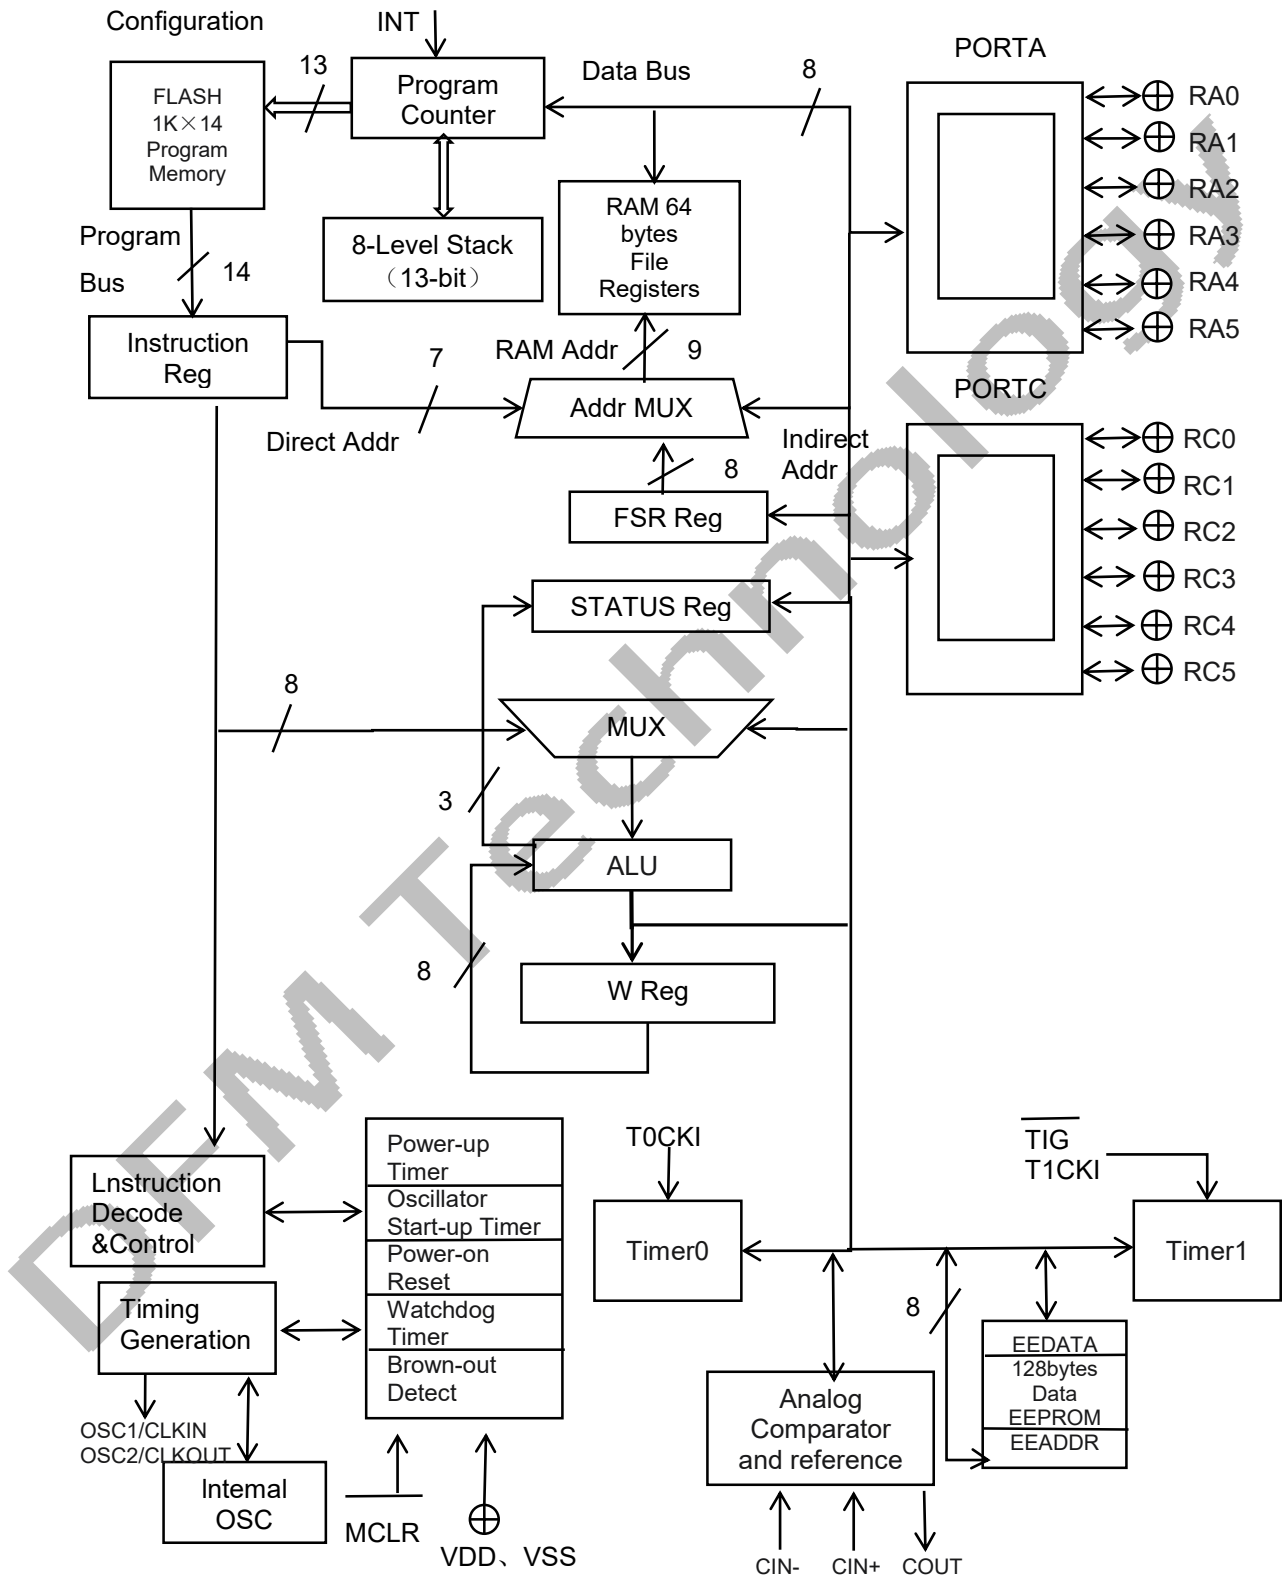 Configuration
INT
13
Data Bus
8
PORTA
FLASH
1K×14
Program
Memory
Program
Counter
RA0
RA1
RA2
RA3
RA4
RA5
RAM 64
bytes
File
Registers
8-Level Stack
（13-bit）
Program
Bus
14
Instruction
Reg
7
Direct Addr
RAM Addr
9
Addr MUX
Indirect
Addr
8
FSR Reg
PORTC
RC0
RC1
RC2
RC3
RC4
RC5
STATUS Reg
8
MUX
3
ALU
8
W Reg
Lnstruction
Decode
&Control
Power-up
Timer
Oscillator
Start-up Timer
Power-on
Reset
Watchdog
Timer
Brown-out
Detect
Timing
Generation
OSC1/CLKIN
OSC2/CLKOUT
Intemal
OSC
MCLR
VDD、VSS
T0CKI
Timer0
TIG
T1CKI
Timer1
8
EEDATA
128bytes
Data
EEPROM
EEADDR
Analog
Comparator
and reference
CIN-
CIN+
COUT
DFM Technology